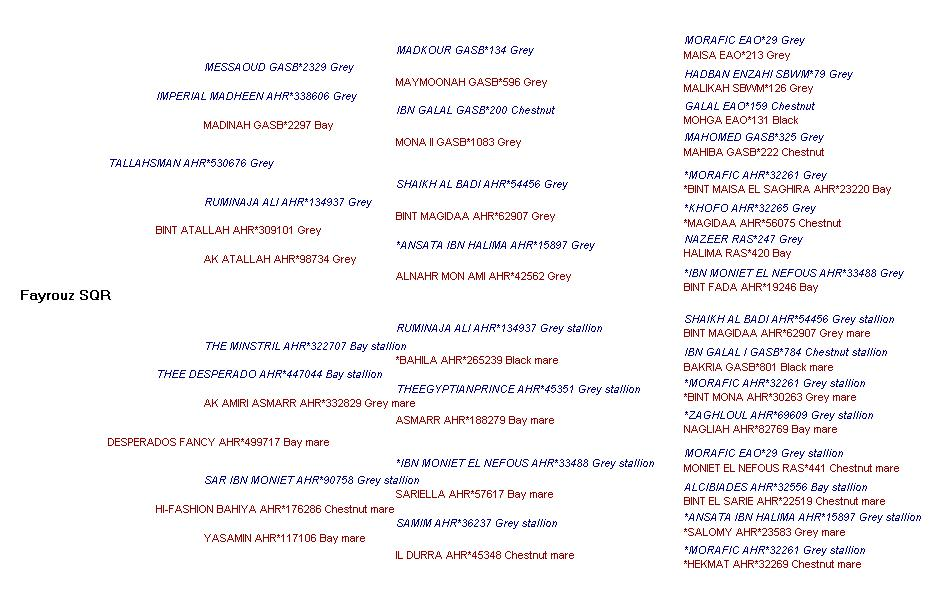 MORAFIC EAO*29 Grey
MADKOUR GASB*134 Grey
MAISA EAO*213 Grey
MESSAOUD GASB*2329 Grey
HADBAN ENZAHI SBWM*79 Grey
MAYMOONAH GASB*596 Grey
MALIKAH SBWM*126 Grey
IMPERIAL MADHEEN AHR*338606 Grey
GALAL EAO*159 Chestnut
IBN GALAL GASB*200 Chestnut
MOHGA EAO*131 Black
MADINAH GASB*2297 Bay
MAHOMED GASB*325 Grey
MONA II GASB*1083 Grey
MAHIBA GASB*222 Chestnut
TALLAHSMAN AHR*530676 Grey
*MORAFIC AHR*32261 Grey
SHAIKH AL BADI AHR*54456 Grey
*BINT MAISA EL SAGHIRA AHR*23220 Bay
RUMINAJA ALI AHR*134937 Grey
*KHOFO AHR*32265 Grey
BINT MAGIDAA AHR*62907 Grey
*MAGIDAA AHR*56075 Chestnut
BINT ATALLAH AHR*309101 Grey
NAZEER RAS*247 Grey
*ANSATA IBN HALIMA AHR*15897 Grey
HALIMA RAS*420 Bay
AK ATALLAH AHR*98734 Grey
*IBN MONIET EL NEFOUS AHR*33488 Grey
ALNAHR MON AMI AHR*42562 Grey
BINT FADA AHR*19246 Bay
Fayrouz SQR
SHAIKH AL BADI AHR*54456 Grey stallion
RUMINAJA ALI AHR*134937 Grey stallion
BINT MAGIDAA AHR*62907 Grey mare
THE MINSTRIL AHR*322707 Bay stallion
IBN GALAL I GASB*784 Chestnut stallion
*BAHILA AHR*265239 Black mare
BAKRIA GASB*801 Black mare
THEE DESPERADO AHR*447044 Bay stallion
*MORAFIC AHR*32261 Grey stallion
THEEGYPTIANPRINCE AHR*45351 Grey stallion
*BINT MONA AHR*30263 Grey mare
AK AMIRI ASMARR AHR*332829 Grey mare
*ZAGHLOUL AHR*69609 Grey stallion
ASMARR AHR*188279 Bay mare
NAGLIAH AHR*82769 Bay mare
DESPERADOS FANCY AHR*499717 Bay mare
MORAFIC EAO*29 Grey stallion
*IBN MONIET EL NEFOUS AHR*33488 Grey stallion
MONIET EL NEFOUS RAS*441 Chestnut mare
SAR IBN MONIET AHR*90758 Grey stallion
ALCIBIADES AHR*32556 Bay stallion
SARIELLA AHR*57617 Bay mare
BINT EL SARIE AHR*22519 Chestnut mare
HI-FASHION BAHIYA AHR*176286 Chestnut mare
*ANSATA IBN HALIMA AHR*15897 Grey stallion
SAMIM AHR*36237 Grey stallion
*SALOMY AHR*23583 Grey mare
YASAMIN AHR*117106 Bay mare
*MORAFIC AHR*32261 Grey stallion
IL DURRA AHR*45348 Chestnut mare
*HEKMAT AHR*32269 Chestnut mare